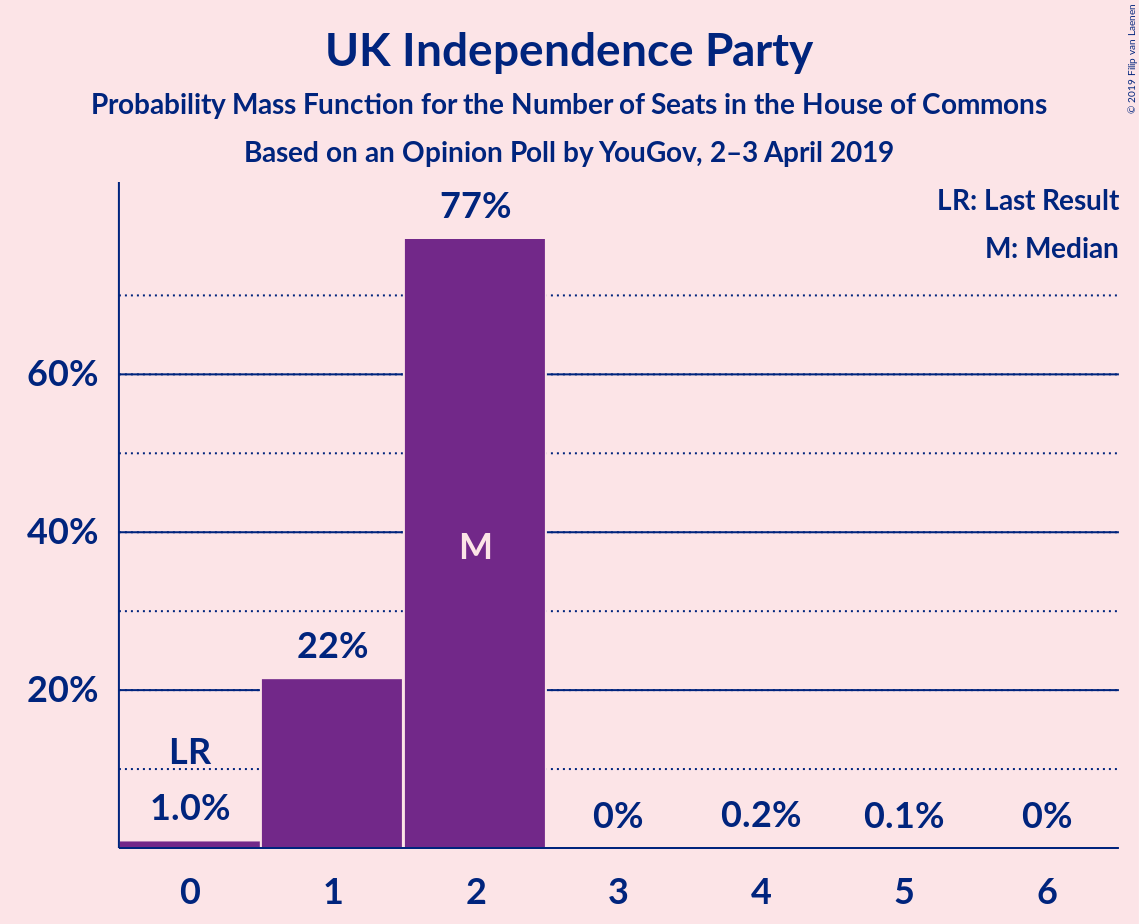 UK Independence Party
Probability Mass Function for the Number of Seats in the House of Commons
Based on an Opinion Poll by YouGov, 2–3 April 2019
© 2019 Filip van Laenen
LR: Last Result
M: Median
77%
60%
40%
M
22%
20%
LR
1.0%
0%
0.2%
0.1%
0%
0 1 2 3 4 5 6